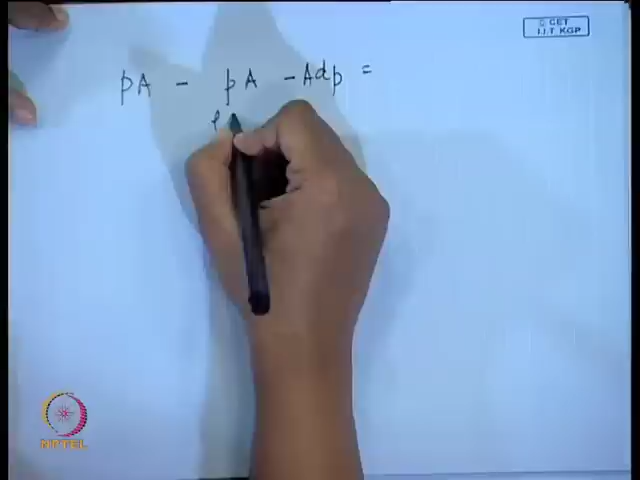 © CET
I.I.T. KGP
pA - pA - Adp =
ρ
NPTEL